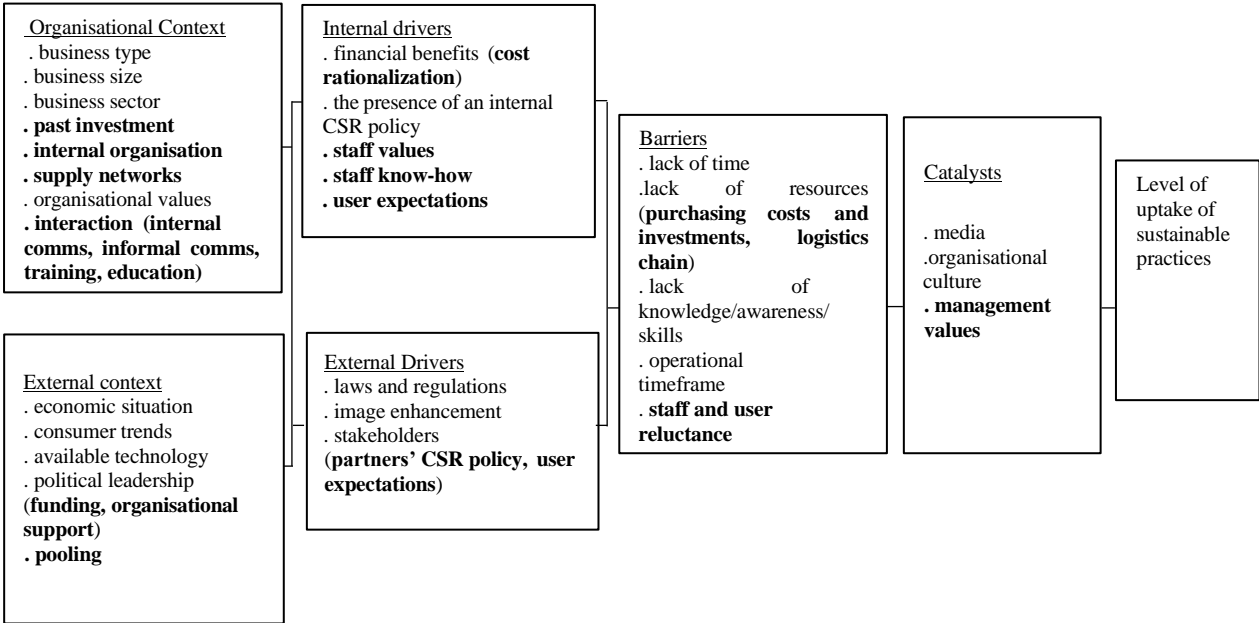 Organisational Context
. business type
. business size
. business sector
. past investment
. internal organisation
. supply networks
. organisational values
. interaction (internal
comms, informal comms,
training, education)
External context
. economic situation
. consumer trends
. available technology
. political leadership
(funding, organisational
support)
. pooling
Internal drivers
. financial benefits (cost
rationalization)
. the presence of an internal
CSR policy
. staff values
. staff know-how
. user expectations
External Drivers
. laws and regulations
. image enhancement
. stakeholders
(partners’ CSR policy, user
expectations)
Barriers
. lack of time
.lack of resources
(purchasing costs and
investments, logistics
chain)
. lack of
knowledge/awareness/
skills
. operational
timeframe
. staff and user
reluctance
Catalysts
. media
.organisational
culture
. management
values
Level of
uptake of
sustainable
practices